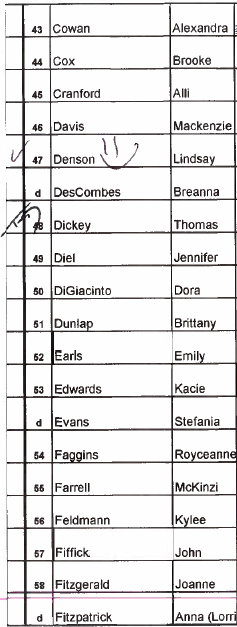 43 Cowan Alexandra
44 Cox Brooke
45 Cranford Alli
46 Davis Mackenzie
47 Denson Lindsay
d DesCombes Breanna
48 Dickey Thomas
49 Diel Jennifer
50 DiGiacinto Dora
51 Dunlap Brittany
52 Earls Emily
53 Edwards Kacie
d Evans Stefania
54 Faggins Royceanne
55 Farrell McKinzi
56 Feldmann Kylee
57 Fiffick John
58 Fitzgerald Joanne
d Fitzpatrick Anna (Lorri